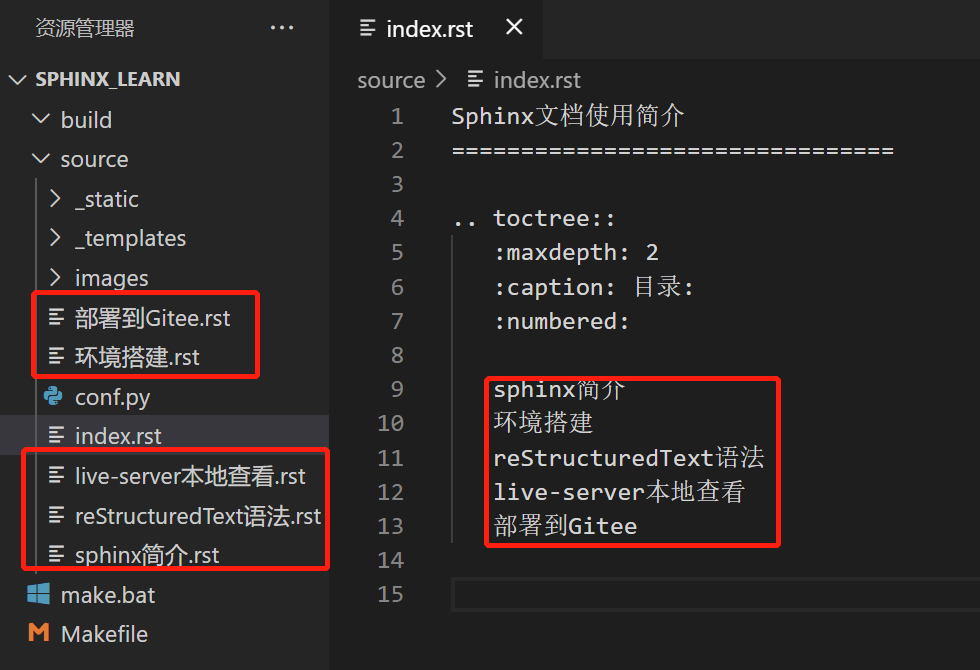 资源管理器
SPHINX_LEARN
build
source
_static
_templates
images
部署到Gitee.rst
环境搭建.rst
conf.py
index.rst
live-server本地查看.rst
reStructuredText语法.rst
sphinx简介.rst
make.bat
Makefile
index.rst
source > index.rst
1 Sphinx文档使用简介
2 ================================
3
4 .. toctree::
5 :maxdepth: 2
6 :caption: 目录:
7 :numbered:
8
9 sphinx简介
10 环境搭建
11 reStructuredText语法
12 live-server本地查看
13 部署到Gitee
14
15